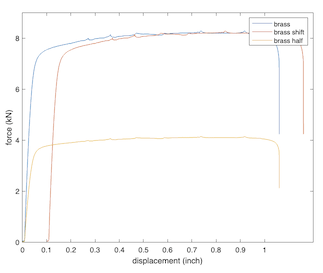 8
6
4
2
0
force (kN)
brass
brass shift
brass half
0 0.1 0.2 0.3 0.4 0.5 0.6 0.7 0.8 0.9 1
displacement (inch)